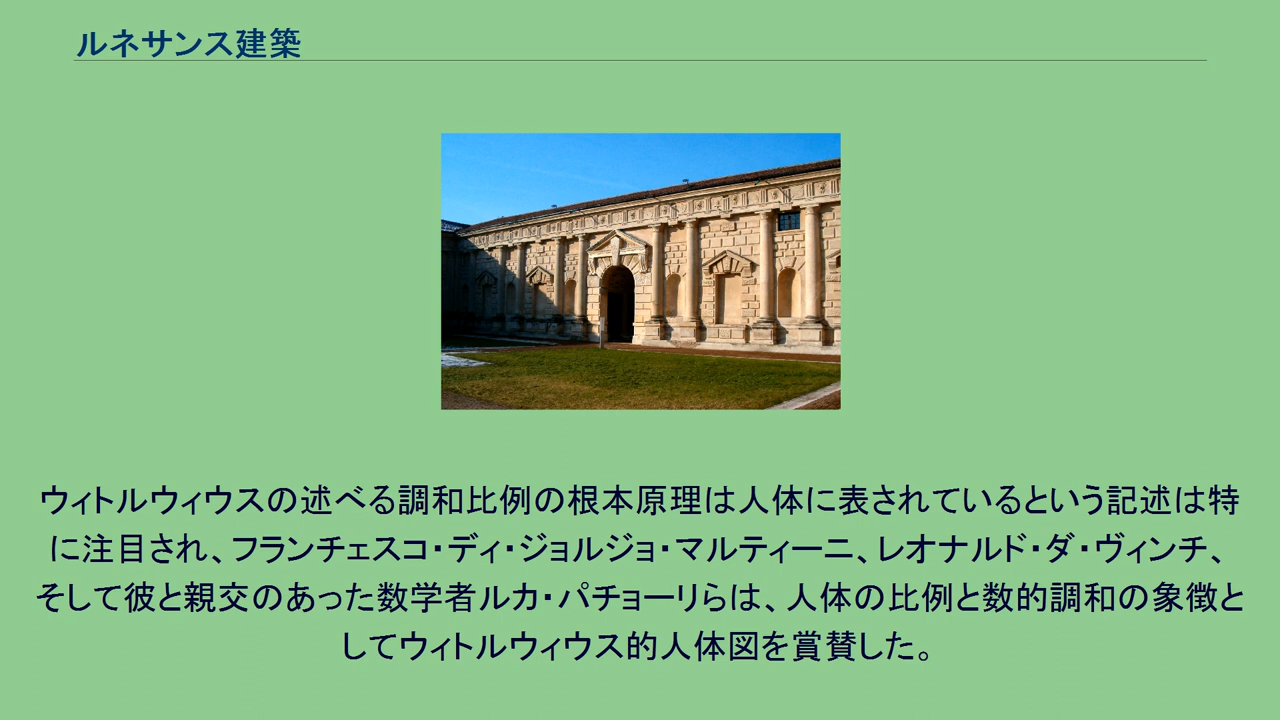 ルネサンス建築
ウィトルウィウスの述べる調和比例の根本原理は人体に表されているという記述は特
に注目され、フランチェスコ・ディ・ジョルジョ・マルティーニ、レオナルド・ダ・ヴィンチ、
そして彼と親交のあった数学者ルカ・パチョーリらは、人体の比例と数的調和の象徴と
してウィトルウィウス的人体図を賞賛した。